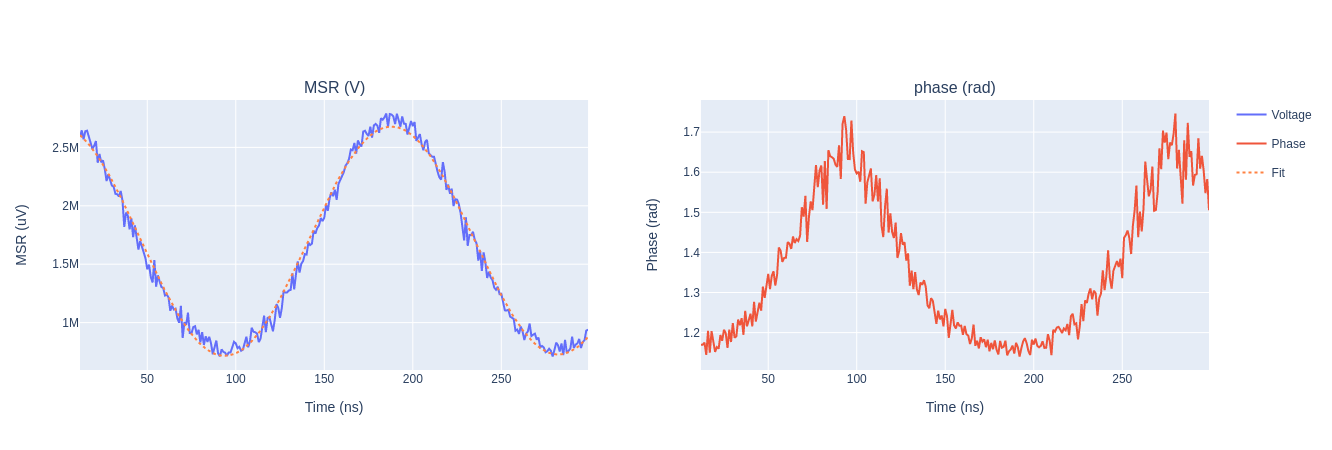 MSR (V)
MSR (uV)
2.5M
2M
1.5M
1M
50
100
150
200
250
Time (ns)
phase (rad)
Phase (rad)
1.7
1.6
1.5
1.4
1.3
1.2
50
100
150
200
250
Time (ns)
Voltage
Phase
Fit